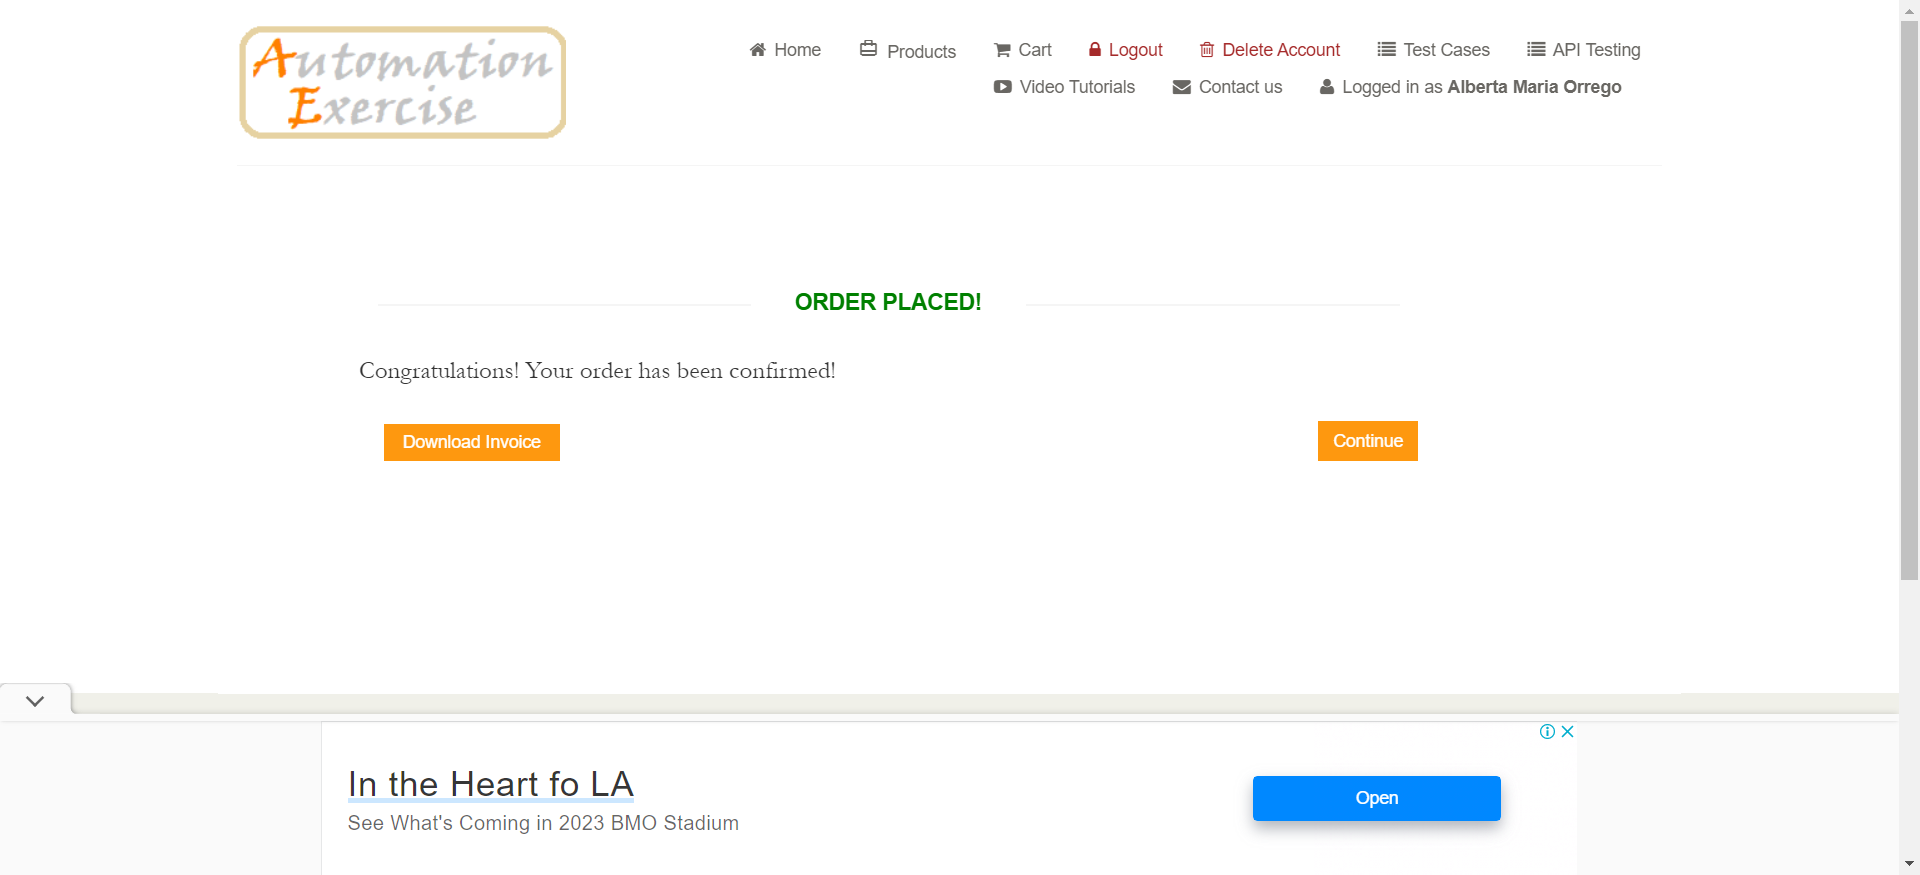 Automation
Exercise
Home
Products
Cart
Logout
Delete Account
Test Cases
API Testing
Video Tutorials
Contact us
Logged in as Alberta Maria Orrego
ORDER PLACED!
Congratulations! Your order has been confirmed!
Download Invoice
Continue
In the Heart fo LA
See What's Coming in 2023 BMO Stadium
Open